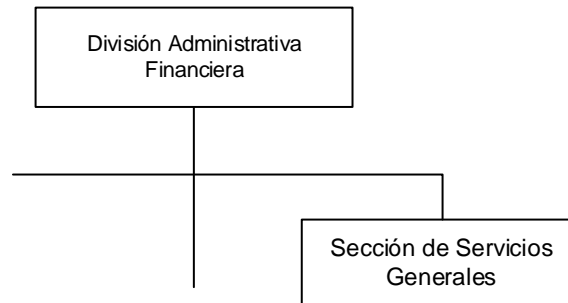 División Administrativa
Financiera
Sección de Servicios
Generales